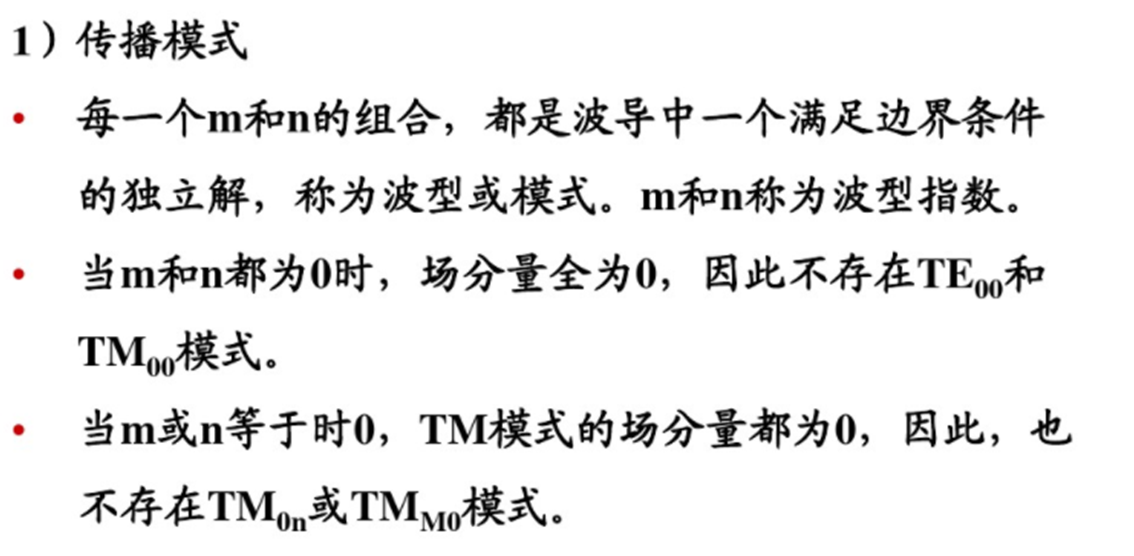 1）传播模式
• 每一个m和n的组合，都是波导中一个满足边界条件
的独立解，称为波型或模式。m和n称为波型指数。
• 当m和n都为0时，场分量全为0，因此不存在TE₀₀和
TM₀₀模式。
• 当m或n等于时0，TM模式的场分量都为0，因此，也
不存在TM₀ₙ或TM_M0模式。